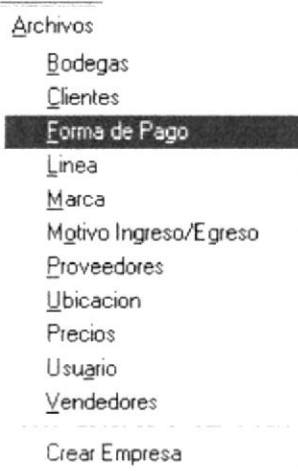 Archivos
Bodegas
Clientes
Forma de Pago
Linea
Marca
Motivo Ingreso/Egreso
Proveedores
Ubicacion
Precios
Usuario
Vendedores
Crear Empresa